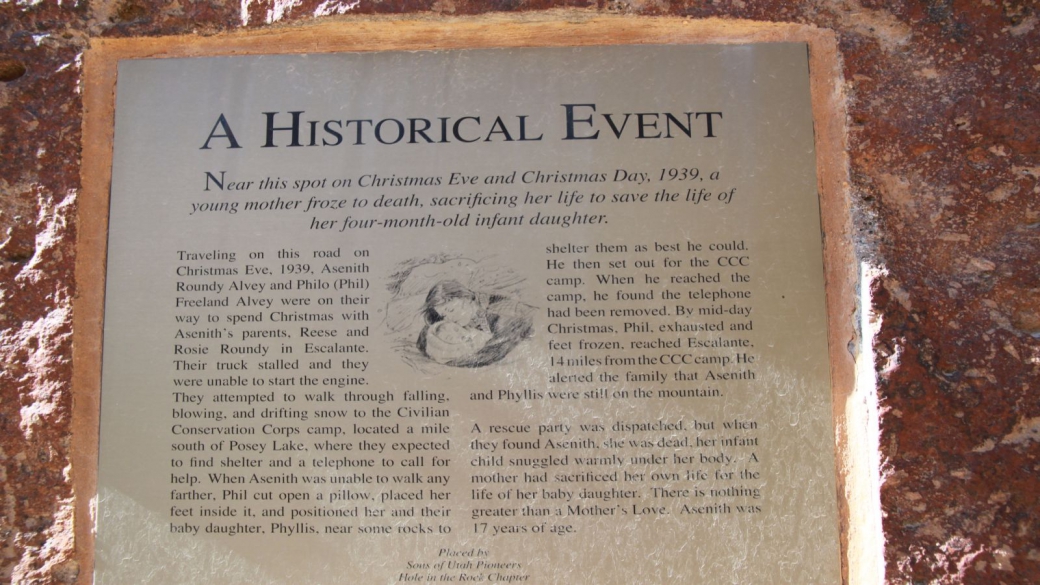 A HISTORICAL EVENT
Near this spot on Christmas Eve and Christmas Day, 1939, a
young mother froze to death, sacrificing her life to save the life of
her four-month-old infant daughter.
Traveling on this road on
Christmas Eve, 1939, Asenith
Roundy Alvey and Philo (Phil)
Freeland Alvey were on their
way to spend Christmas with
Asenith's parents, Reese and
Rosie Roundy in Escalante.
Their truck stalled and they
were unable to start the engine.
They attempted to walk through falling,
blowing, and drifting snow to the Civilian
Conservation Corps camp, located a mile
south of Posey Lake, where they expected
to find shelter and a telephone to call for
help. When Asenith was unable to walk any
farther, Phil cut open a pillow, placed her
feet inside it, and positioned her and their
baby daughter, Phyllis, near some rocks to
shelter them as best he could.
He then set out for the CCC
camp. When he reached the
camp, he found the telephone
had been removed. By mid-day
Christmas, Phil, exhausted and
feet frozen, reached Escalante,
14 miles from the CCC camp. He
alerted the family that Asenith
and Phyllis were still on the mountain.
A rescue party was dispatched, but when
they found Asenith, she was dead, her infant
child snuggled warmly under her body. A
mother had sacrificed her own life for the
life of her baby daughter. There is nothing
greater than a Mother's Love. Asenith was
17 years of age.
Placed by
Sons of Utah Pioneers
Hole in the Rock Chapter